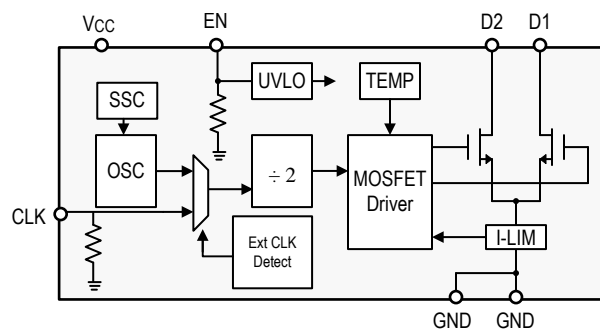 VCC
EN
D2
D1
SSC
UVLO
TEMP
OSC
÷ 2
MOSFET
Driver
CLK
Ext CLK
Detect
I-LIM
GND
GND